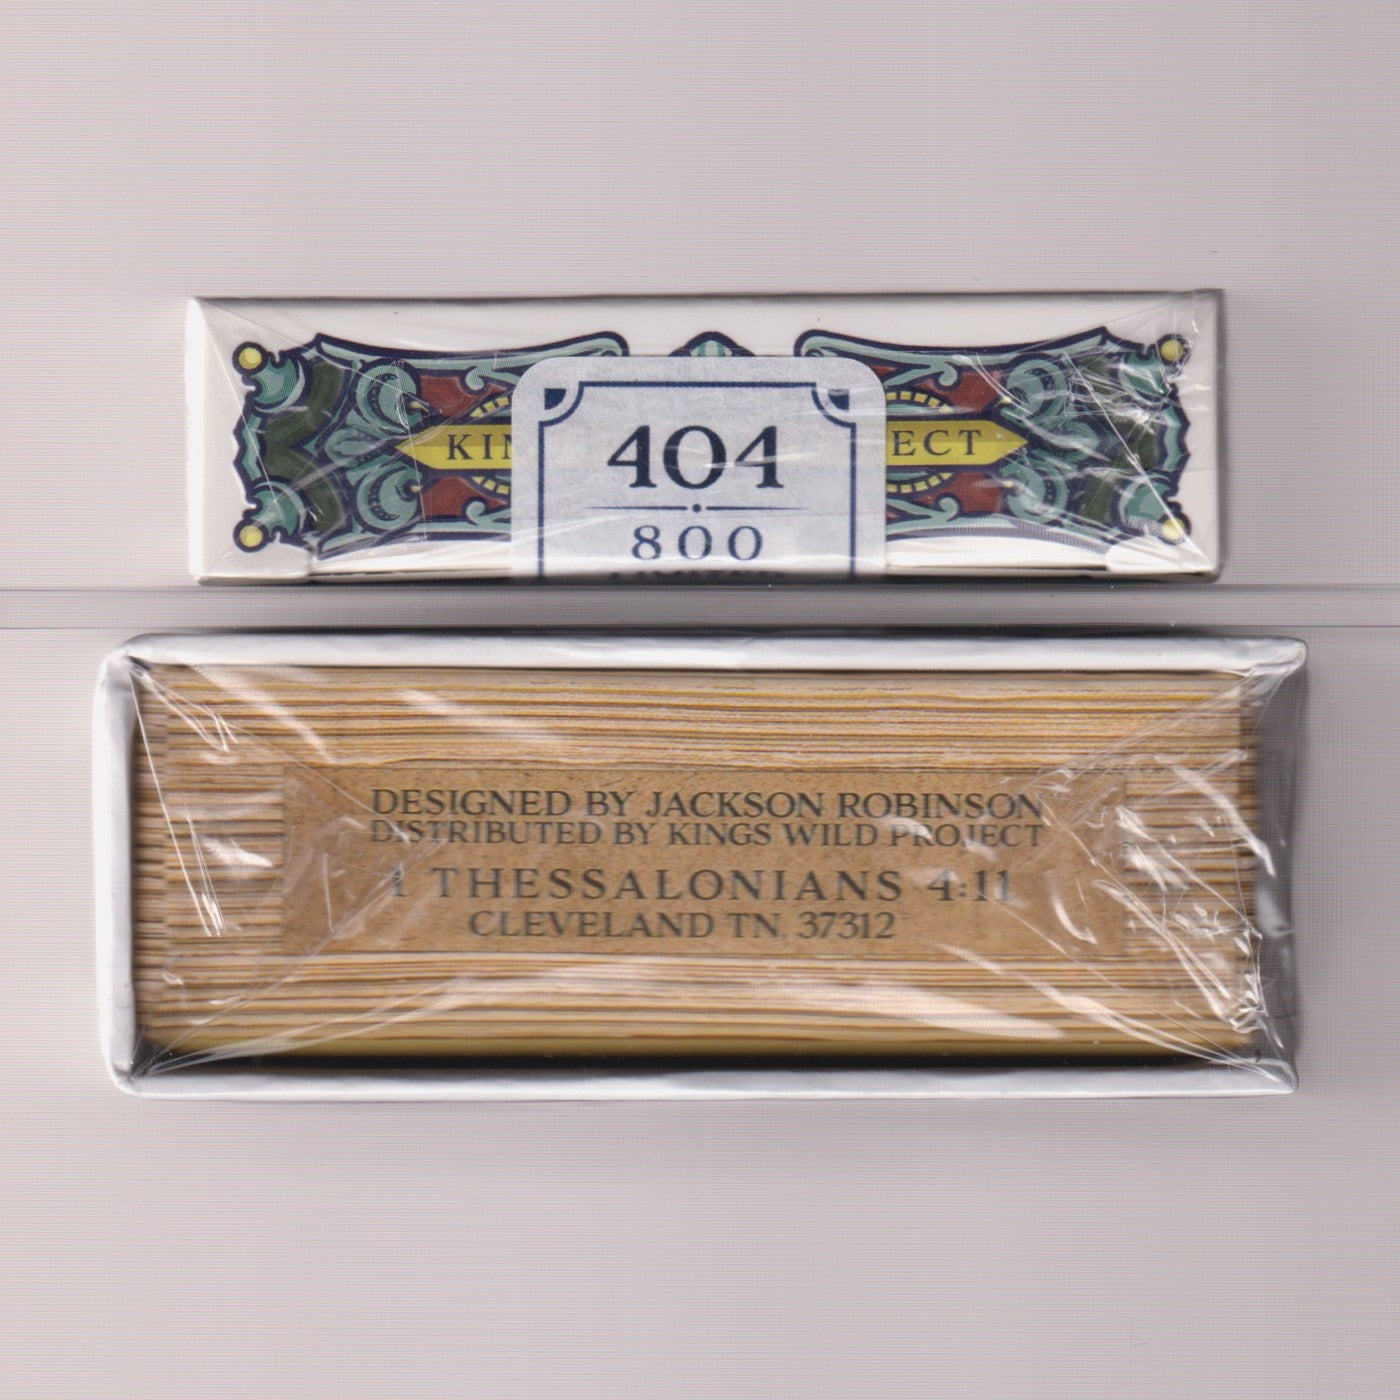 KIN
ECT
404
800
DESIGNED BY JACKSON ROBINSON
DISTRIBUTED BY KINGS WILD PROJECT
1 THESSALONIANS 4:11
CLEVELAND TN, 37312